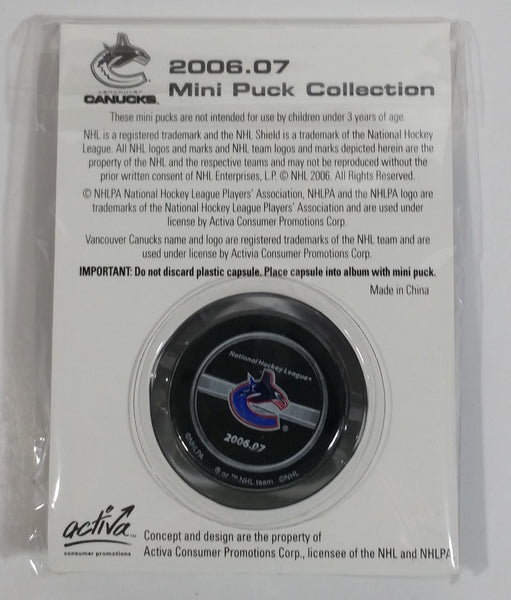 VANCOUVER
CANUCKS
2006.07
Mini Puck Collection
These mini pucks are not intended for use by children under 3 years of age.
NHL is a registered trademark and the NHL Shield is a trademark of the National Hockey
League. All NHL logos and marks and NHL team logos and marks depicted herein are the
property of the NHL and the respective teams and may not be reproduced without the
prior written consent of NHL Enterprises, L.P. © NHL 2006. All Rights Reserved.
© NHLPA National Hockey League Players' Association, NHLPA and the NHLPA logo are
trademarks of the National Hockey League Players' Association and are used under
license by Activa Consumer Promotions Corp.
Vancouver Canucks name and logo are registered trademarks of the NHL team and are
used under license by Activia Consumer Promotions Corp.
IMPORTANT: Do not discard plastic capsule. Place capsule into album with mini puck.
Made in China
National Hockey League®
®
2006.07
©NHLPA
® or ™ NHL team ©NHL
activa™
consumer promotions
Concept and design are the property of
Activa Consumer Promotions Corp., licensee of the NHL and NHLPA